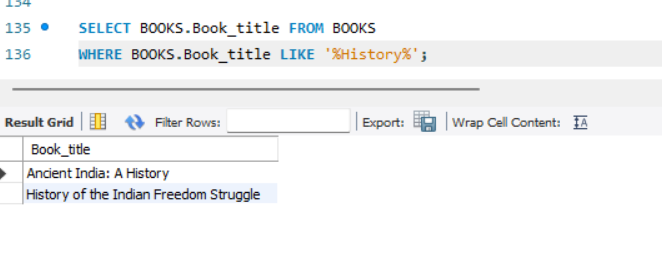 134
135 SELECT BOOKS.Book_title FROM BOOKS
136 WHERE BOOKS.Book_title LIKE '%History%';
Result Grid Filter Rows: Export: Wrap Cell Content: IA
Book_title
Ancient India: A History
History of the Indian Freedom Struggle